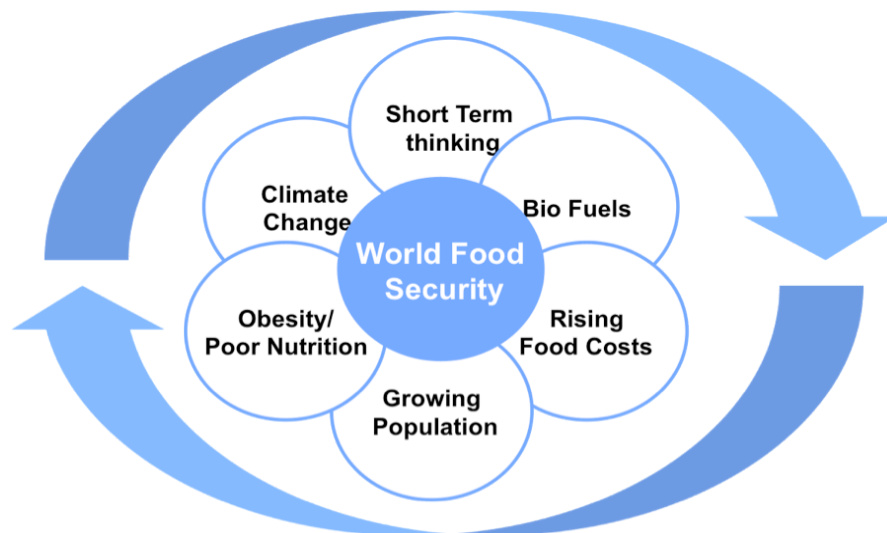 Short Term
thinking
Climate
Change
Bio Fuels
World Food
Security
Obesity/
Poor Nutrition
Rising
Food Costs
Growing
Population